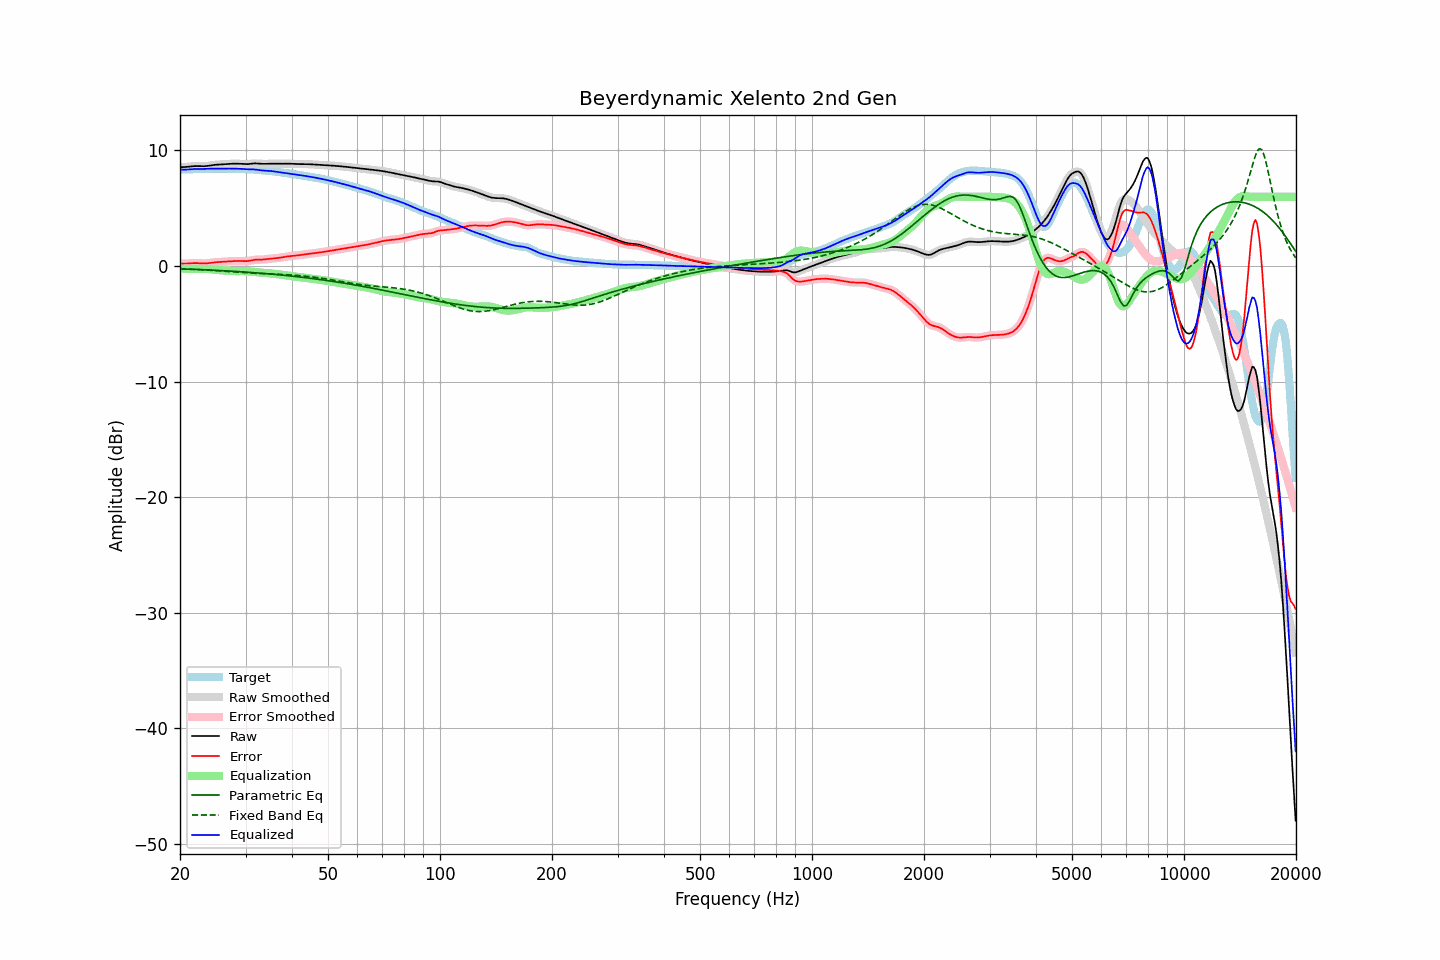 Beyerdynamic Xelento 2nd Gen
10
0
−10
−20
−30
−40
−50
Amplitude (dBr)
Target
Raw Smoothed
Error Smoothed
Raw
Error
Equalization
Parametric Eq
Fixed Band Eq
Equalized
20 50 100 200 500 1000 2000 5000 10000 20000
Frequency (Hz)